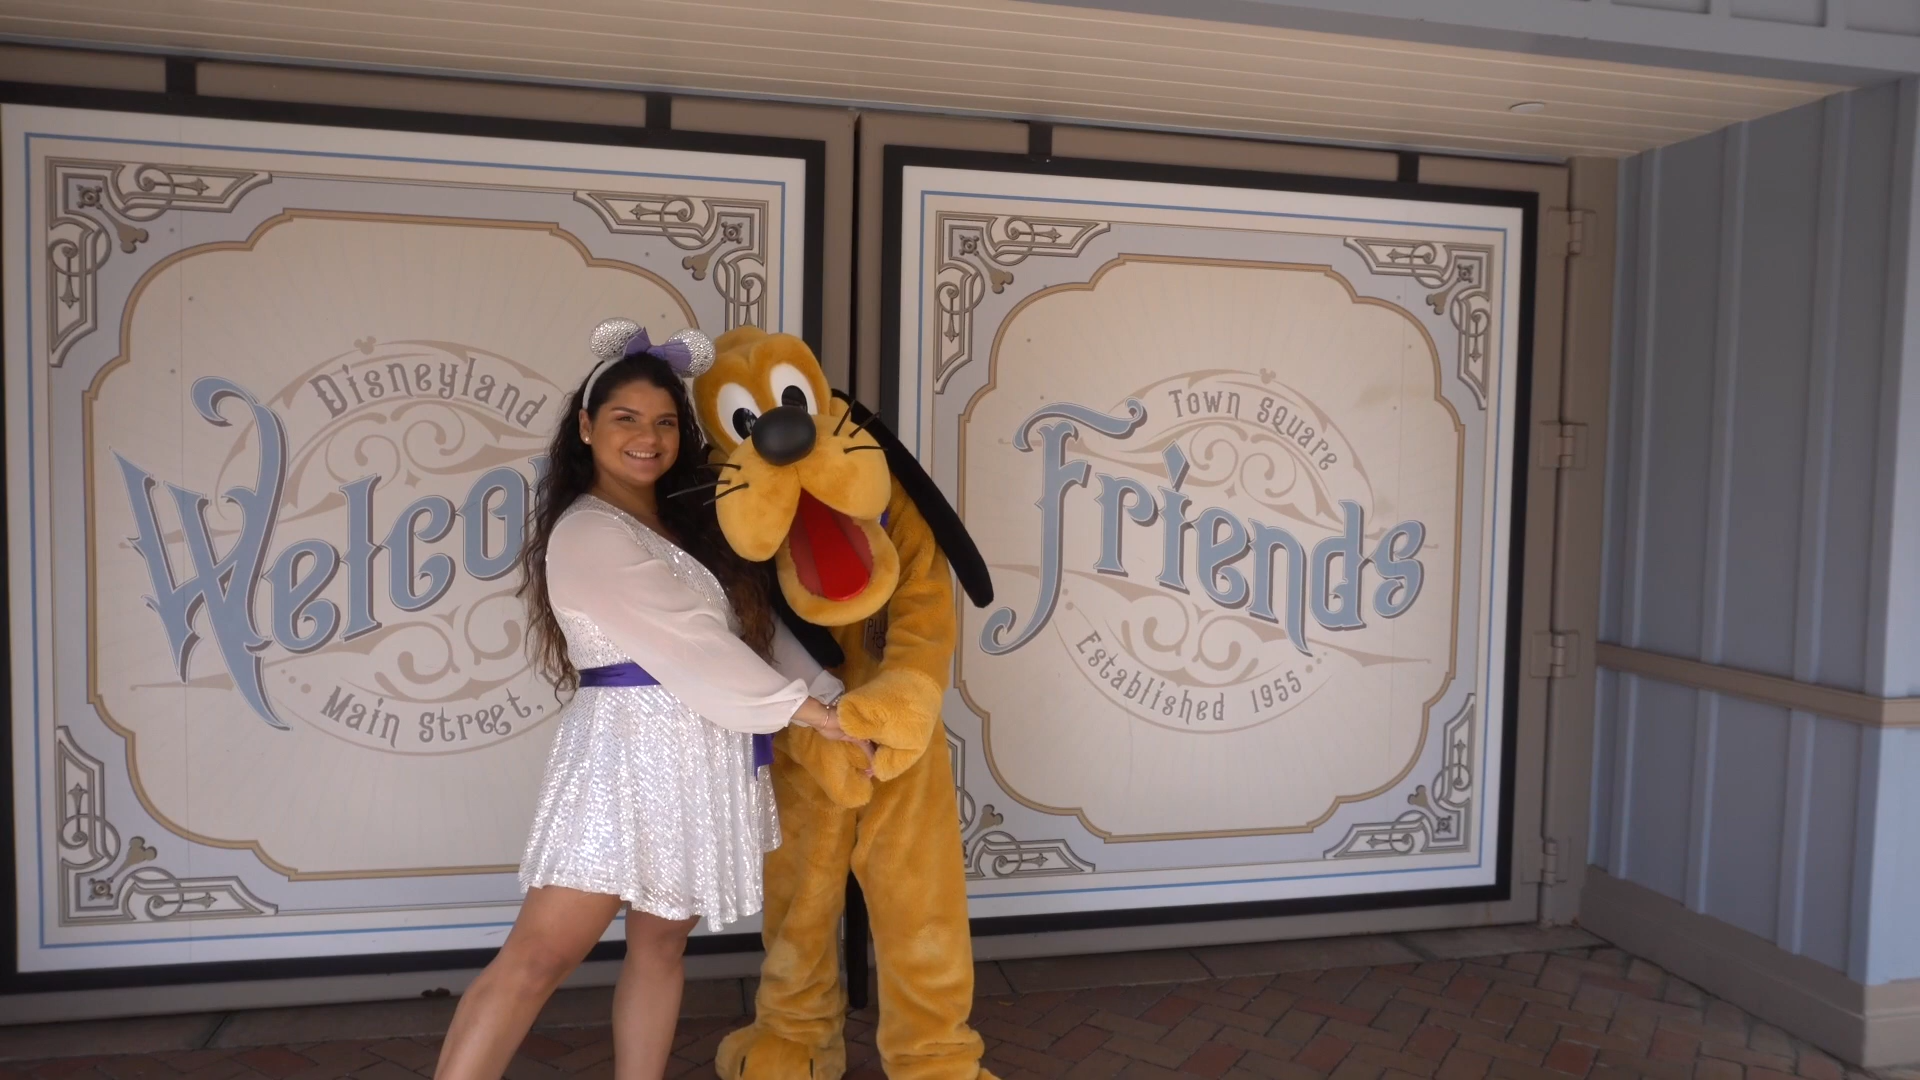 Disneyland
Main Street,
Town Square
Friends
Established 1955